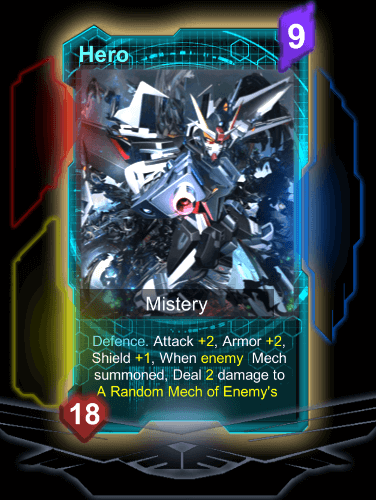 Hero
9
Mistery
Defence. Attack +2, Armor +2,
Shield +1, When enemy Mech
summoned, Deal 2 damage to
A Random Mech of Enemy's
18